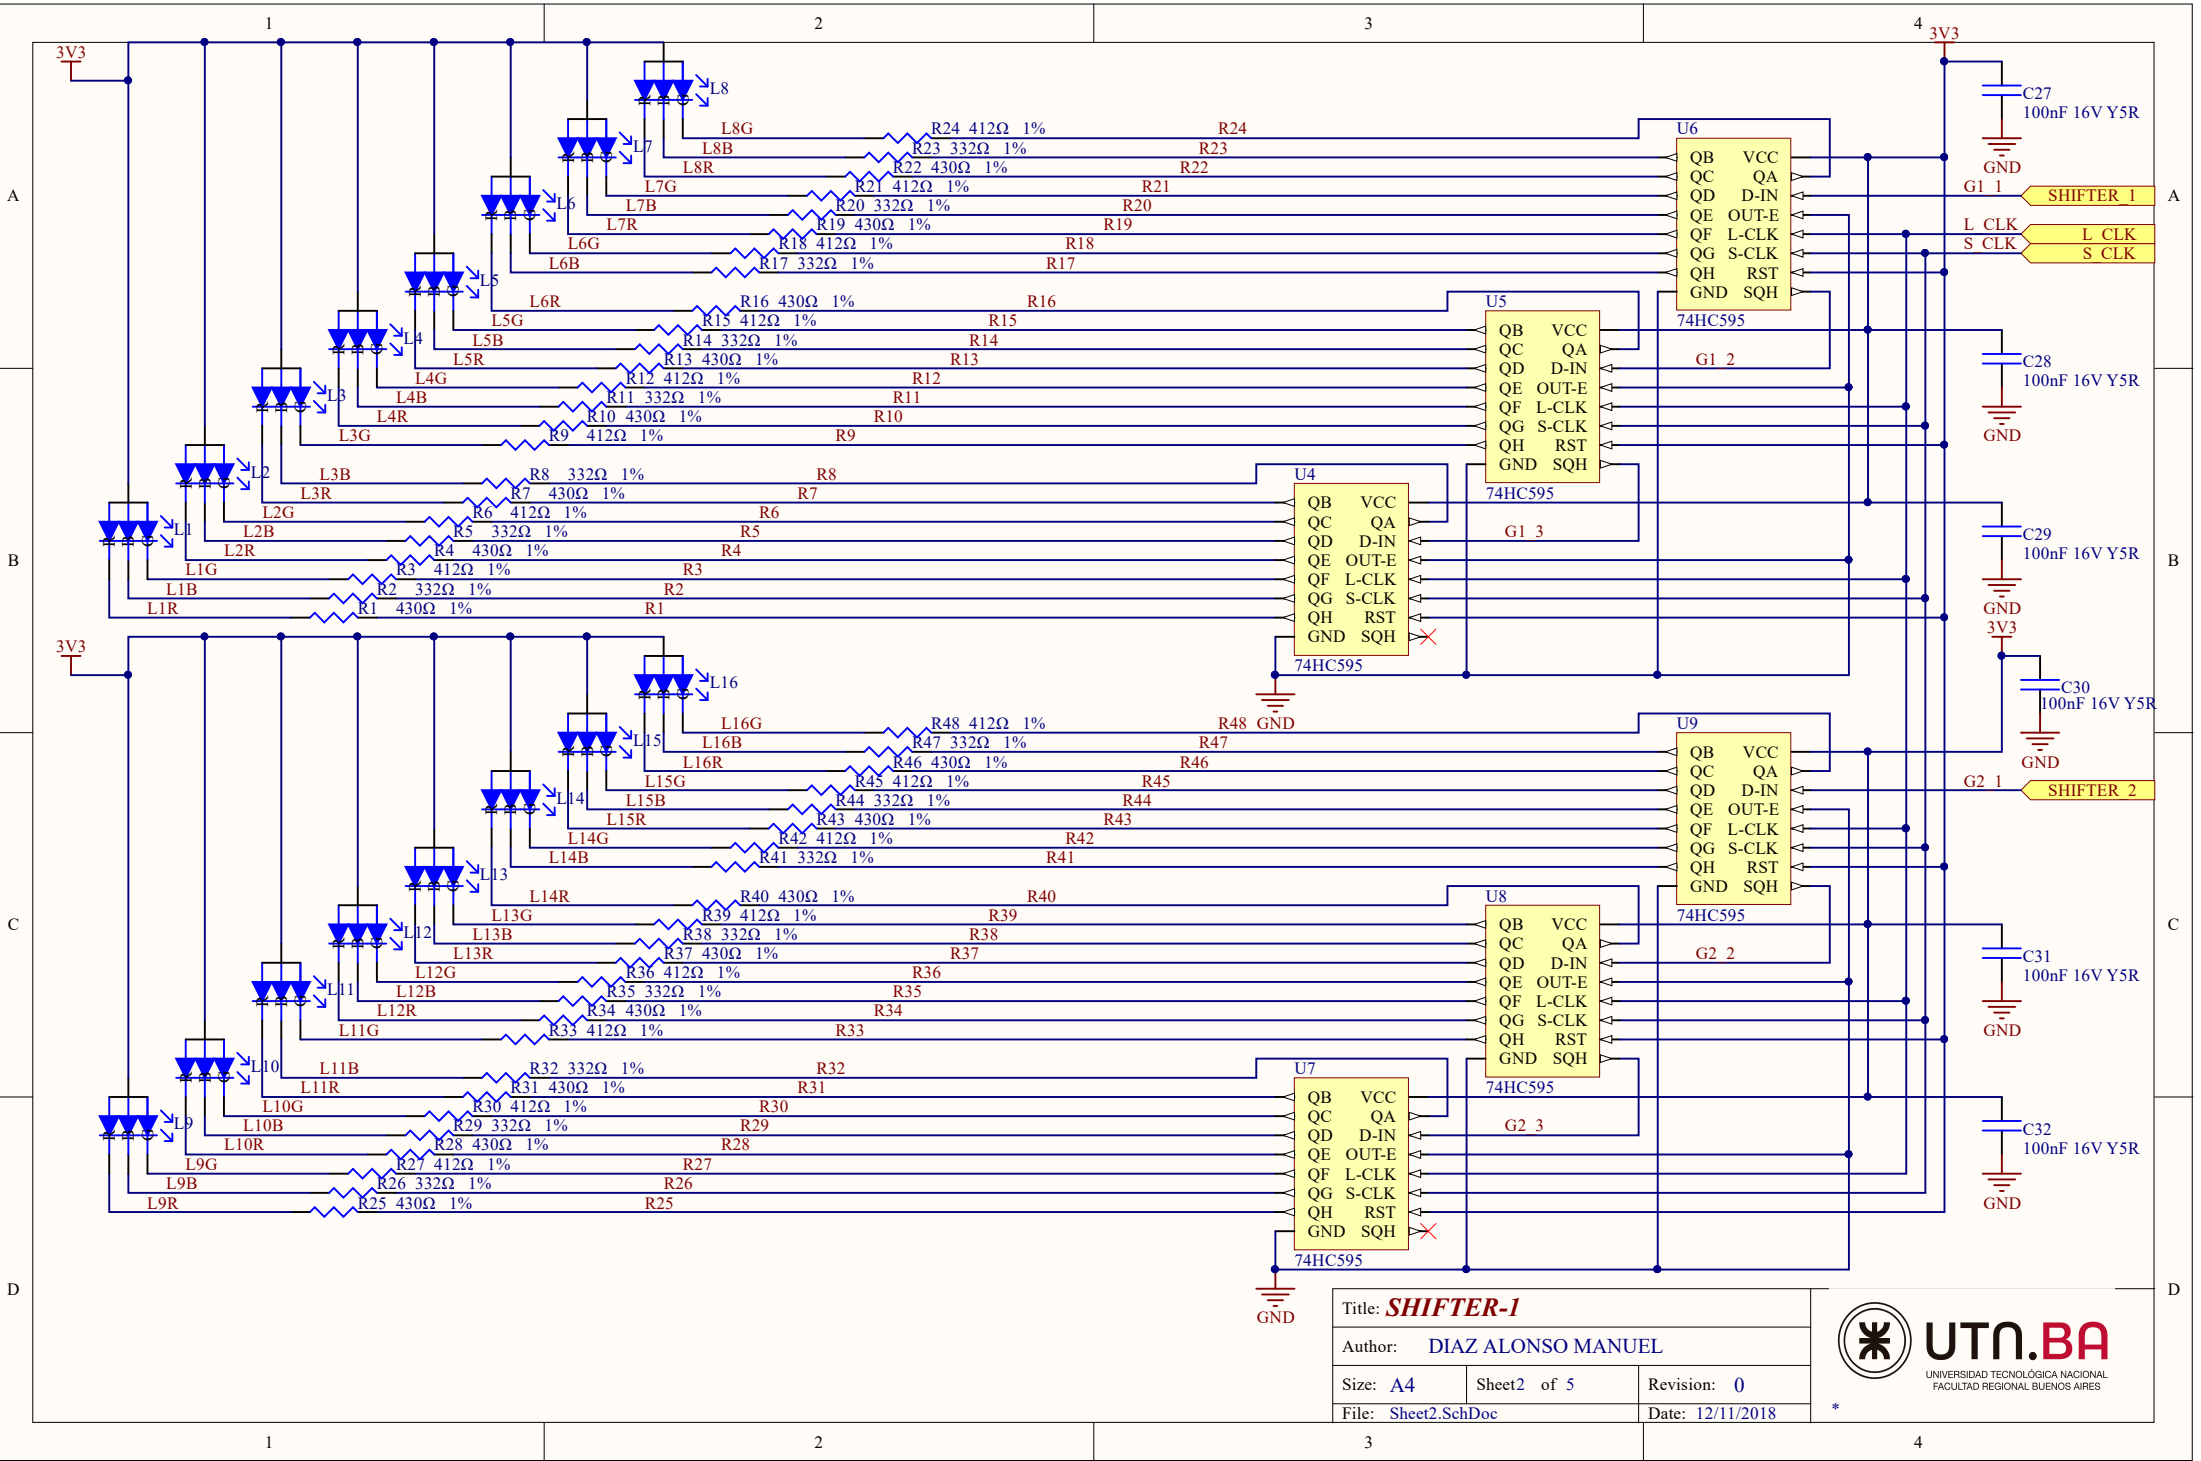 1 2 3 4
3V3
3V3
L8
C27
100nF 16V Y5R
GND
L8G R24 412Ω 1% R24
L8B R23 332Ω 1% R23
L8R R22 430Ω 1% R22
L7G R21 412Ω 1% R21
L7B R20 332Ω 1% R20
L7R R19 430Ω 1% R19
L6G R18 412Ω 1% R18
L6B R17 332Ω 1% R17
L7
L6
L5
L4
L3
L2
L1
U6
QB VCC
QC QA
QD D-IN
QE OUT-E
QF L-CLK
QG S-CLK
QH RST
GND SQH
74HC595
A
A
G1_1 SHIFTER_1
L_CLK L_CLK
S_CLK S_CLK
L6R R16 430Ω 1% R16
L5G R15 412Ω 1% R15
L5B R14 332Ω 1% R14
L5R R13 430Ω 1% R13
L4G R12 412Ω 1% R12
L4B R11 332Ω 1% R11
L4R R10 430Ω 1% R10
L3G R9 412Ω 1% R9
U5
QB VCC
QC QA
QD D-IN
QE OUT-E
QF L-CLK
QG S-CLK
QH RST
GND SQH
74HC595
G1_2
C28
100nF 16V Y5R
GND
L3B R8 332Ω 1% R8
L3R R7 430Ω 1% R7
L2G R6 412Ω 1% R6
L2B R5 332Ω 1% R5
L2R R4 430Ω 1% R4
L1G R3 412Ω 1% R3
L1B R2 332Ω 1% R2
L1R R1 430Ω 1% R1
U4
QB VCC
QC QA
QD D-IN
QE OUT-E
QF L-CLK
QG S-CLK
QH RST
GND SQH
74HC595
G1_3
C29
100nF 16V Y5R
GND
B
B
GND
3V3
3V3
C30
100nF 16V Y5R
GND
L16
L15
L14
L13
L12
L11
L10
L9
L16G R48 412Ω 1% R48
L16B R47 332Ω 1% R47
L16R R46 430Ω 1% R46
L15G R45 412Ω 1% R45
L15B R44 332Ω 1% R44
L15R R43 430Ω 1% R43
L14G R42 412Ω 1% R42
L14B R41 332Ω 1% R41
U9
QB VCC
QC QA
QD D-IN
QE OUT-E
QF L-CLK
QG S-CLK
QH RST
GND SQH
74HC595
G2_1 SHIFTER_2
L14R R40 430Ω 1% R40
L13G R39 412Ω 1% R39
L13B R38 332Ω 1% R38
L13R R37 430Ω 1% R37
L12G R36 412Ω 1% R36
L12B R35 332Ω 1% R35
L12R R34 430Ω 1% R34
L11G R33 412Ω 1% R33
U8
QB VCC
QC QA
QD D-IN
QE OUT-E
QF L-CLK
QG S-CLK
QH RST
GND SQH
74HC595
G2_2
C31
100nF 16V Y5R
GND
C
C
L11B R32 332Ω 1% R32
L11R R31 430Ω 1% R31
L10G R30 412Ω 1% R30
L10B R29 332Ω 1% R29
L10R R28 430Ω 1% R28
L9G R27 412Ω 1% R27
L9B R26 332Ω 1% R26
L9R R25 430Ω 1% R25
U7
QB VCC
QC QA
QD D-IN
QE OUT-E
QF L-CLK
QG S-CLK
QH RST
GND SQH
74HC595
G2_3
C32
100nF 16V Y5R
GND
D
D
GND
Title: SHIFTER-1
Author: DIAZ ALONSO MANUEL
Size: A4 Sheet2 of 5 Revision: 0
File: Sheet2.SchDoc Date: 12/11/2018
UTN.BA
UNIVERSIDAD TECNOLÓGICA NACIONAL
FACULTAD REGIONAL BUENOS AIRES
*
1 2 3 4